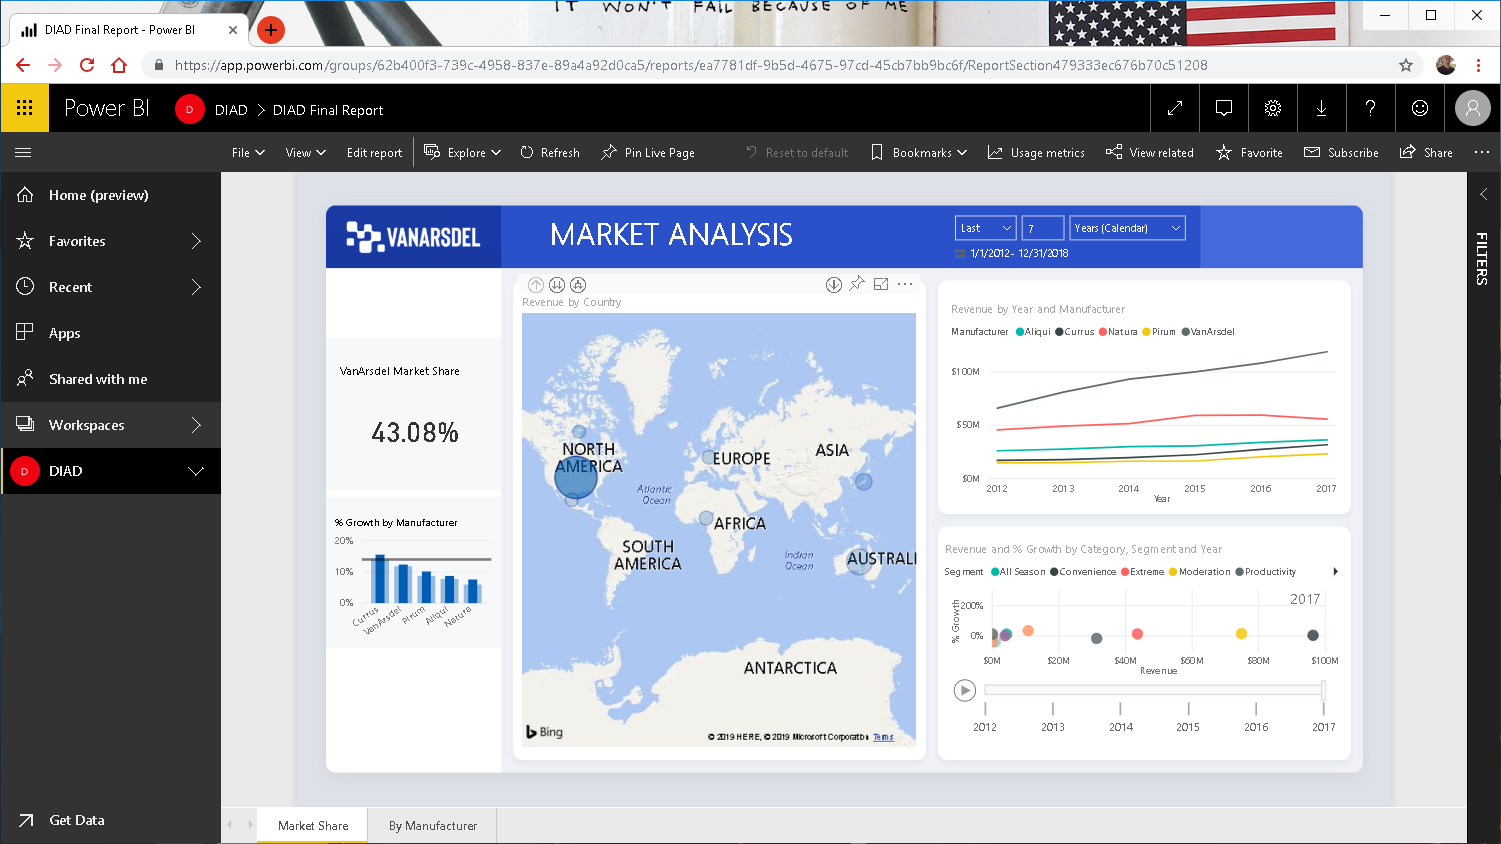 IT WON'T FAIL BECAUSE OF ME
DIAD Final Report - Power BI
https://app.powerbi.com/groups/62b400f3-739c-4958-837e-89a4a92d0ca5/reports/ea7781df-9b5d-4675-97cd-45cb7bb9bc6f/ReportSection479333ec676b70c51208
Power BI D DIAD > DIAD Final Report
File View Edit report Explore Refresh Pin Live Page Reset to default Bookmarks Usage metrics View related Favorite Subscribe Share
Home (preview)
Favorites
Recent
Apps
Shared with me
Workspaces
D DIAD
Get Data
VANARSDEL
MARKET ANALYSIS
Last 7 Years (Calendar)
1/1/2012 - 12/31/2018
FILTERS
VanArsdel Market Share
43.08%
% Growth by Manufacturer
20%
10%
0%
Currus VanArsdel Pirum Aliqui Natura
Revenue by Country
NORTH AMERICA
EUROPE
ASIA
Atlantic Ocean
AFRICA
SOUTH AMERICA
Indian Ocean
AUSTRALI
ANTARCTICA
Bing
© 2019 HERE, © 2019 Microsoft Corporation Terms
Revenue by Year and Manufacturer
Manufacturer Aliqui Currus Natura Pirum VanArsdel
$100M
$50M
$0M
2012 2013 2014 2015 2016 2017
Year
Revenue and % Growth by Category, Segment and Year
Segment All Season Convenience Extreme Moderation Productivity
2017
% Growth
200%
0%
$0M $20M $40M $60M $80M $100M
Revenue
2012 2013 2014 2015 2016 2017
Market Share By Manufacturer